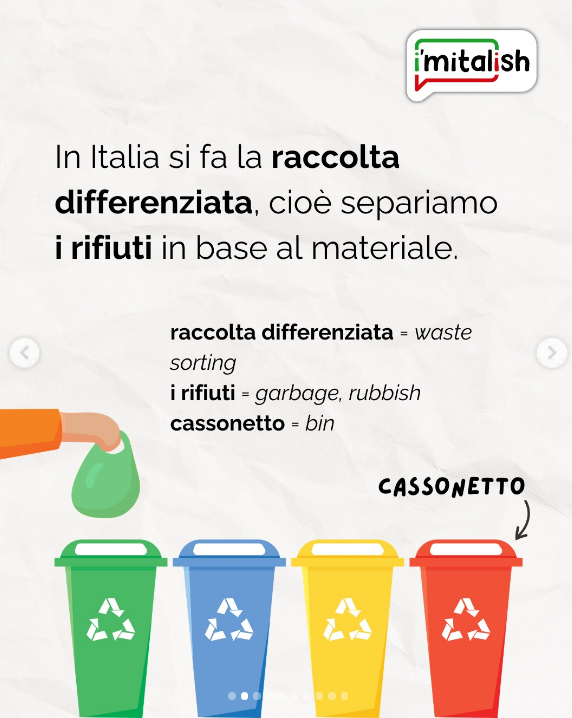 i'mitalish
In Italia si fa la raccolta
differenziata, cioè separiamo
i rifiuti in base al materiale.
raccolta differenziata = waste
sorting
i rifiuti = garbage, rubbish
cassonetto = bin
CASSONETTO